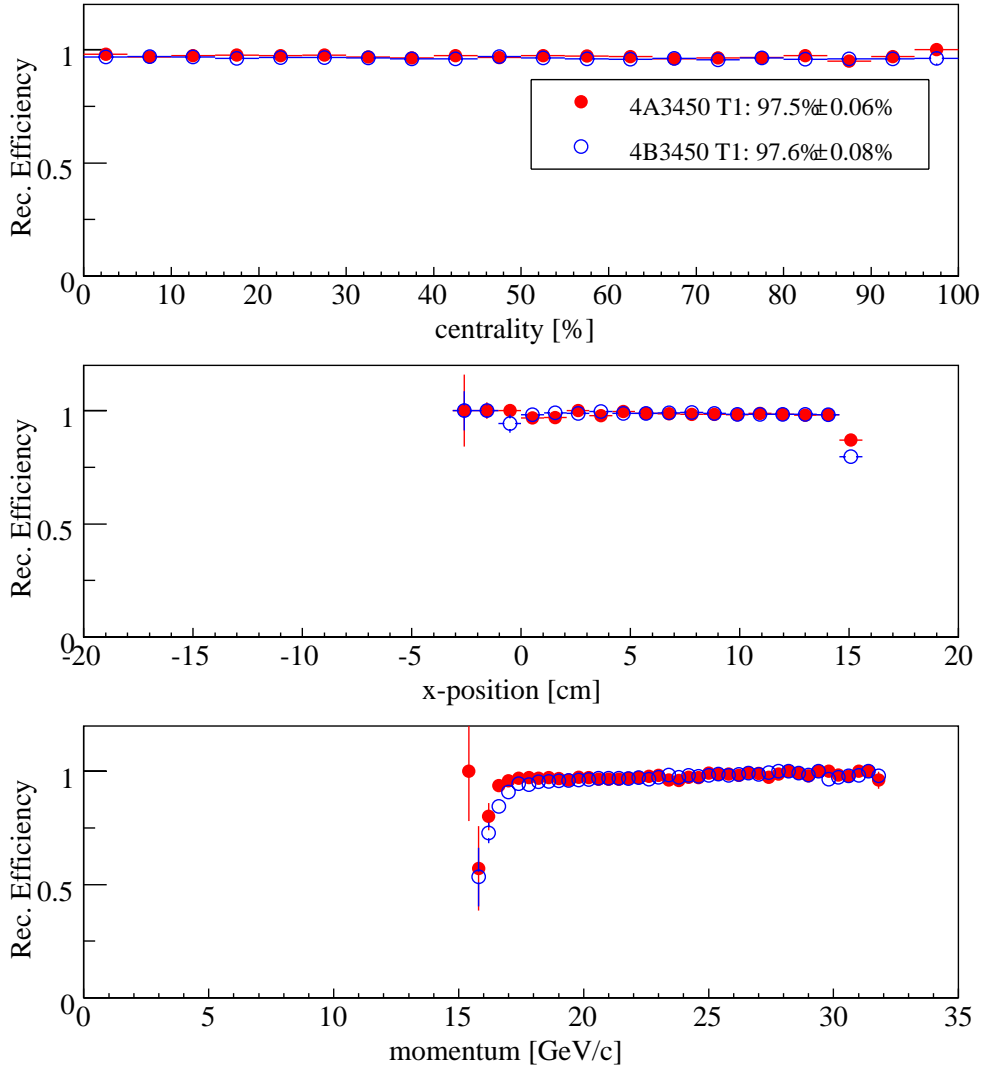 Rec. Efficiency
1
0.5
0
4A3450 T1: 97.5%±0.06%
4B3450 T1: 97.6%±0.08%
0 10 20 30 40 50 60 70 80 90 100
centrality [%]
Rec. Efficiency
1
0.5
0
-20 -15 -10 -5 0 5 10 15 20
x-position [cm]
Rec. Efficiency
1
0.5
0
0 5 10 15 20 25 30 35
momentum [GeV/c]